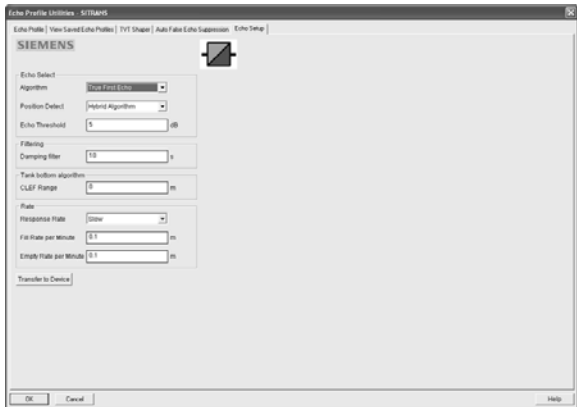 Echo Profile Utilities - SITRANS
Echo Profile View Saved Echo Profiles TVT Shaper Auto False Echo Suppression Echo Setup
SIEMENS
Echo Select
Algorithm True First Echo
Position Detect Hybrid Algorithm
Echo Threshold 5 dB
Filtering
Damping filter 10 s
Tank bottom algorithm
CLEF Range 0 m
Rate
Response Rate Slow
Fill Rate per Minute 0.1 m
Empty Rate per Minute 0.1 m
Transfer to Device
OK Cancel Help